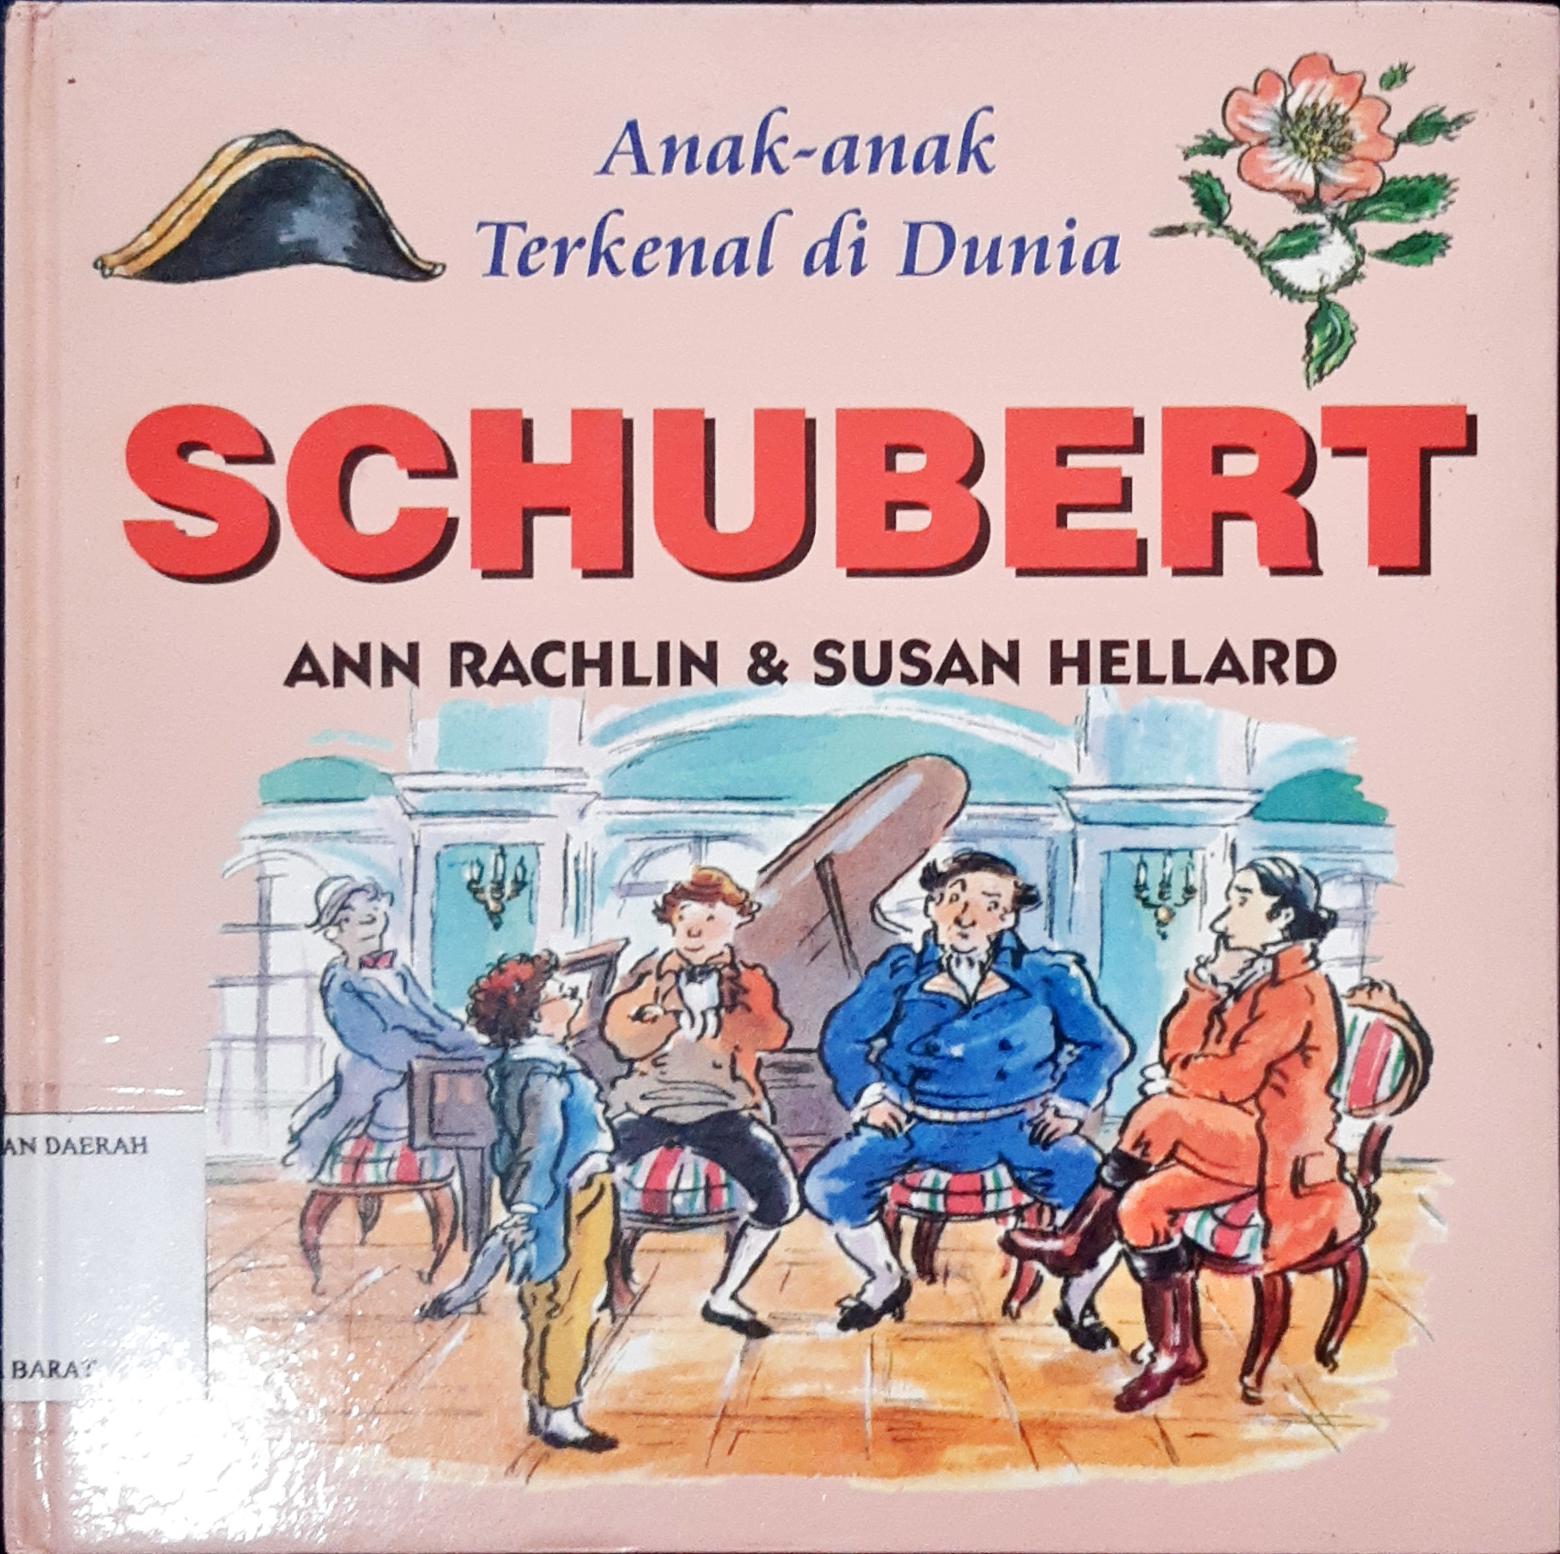 Anak-anak
Terkenal di Dunia
SCHUBERT
ANN RACHLIN & SUSAN HELLARD
AN DAERAH
BARAT